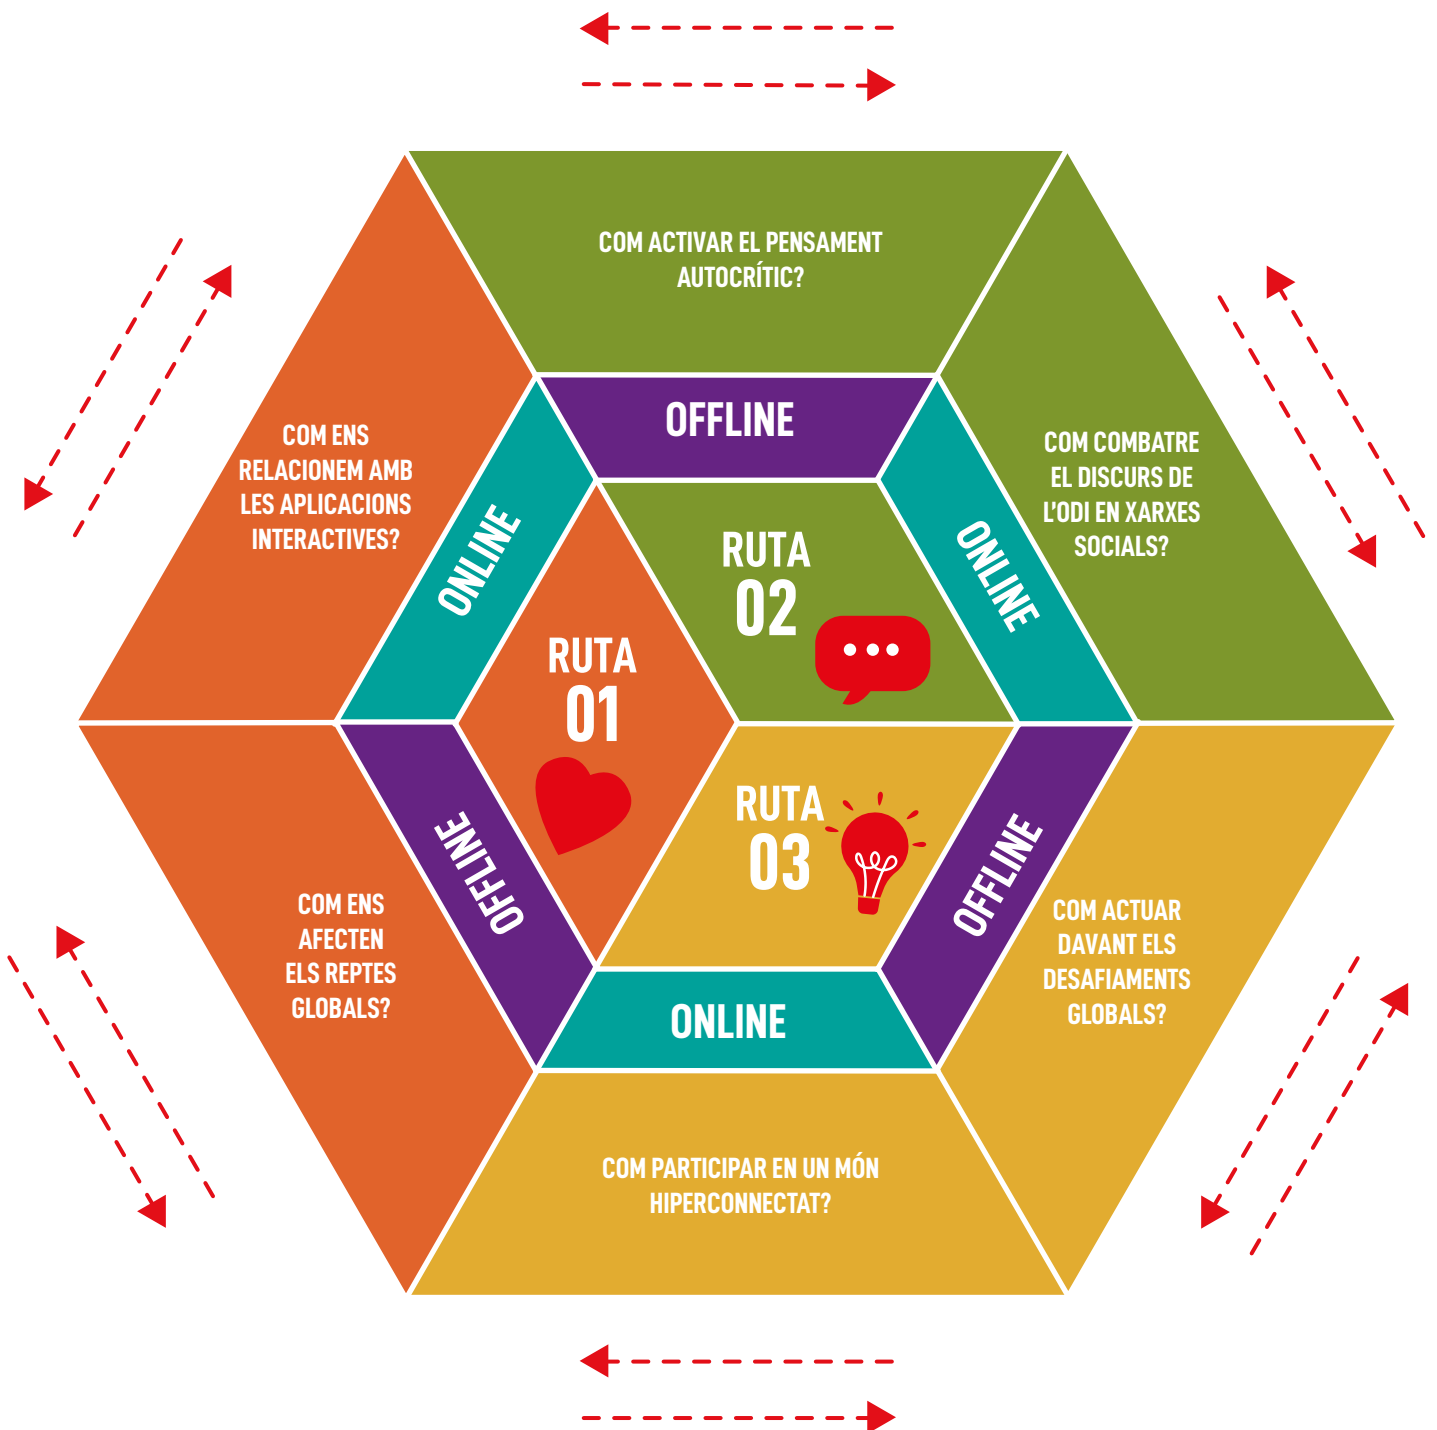 COM ACTIVAR EL PENSAMENT
AUTOCRÍTIC?
OFFLINE
COM ENS
RELACIONEM AMB
LES APLICACIONS
INTERACTIVES?
ONLINE
COM COMBATRE
EL DISCURS DE
L'ODI EN XARXES
SOCIALS?
ONLINE
RUTA
02
RUTA
01
RUTA
03
OFFLINE
COM ENS
AFECTEN
ELS REPTES
GLOBALS?
OFFLINE
COM ACTUAR
DAVANT ELS
DESAFIAMENTS
GLOBALS?
ONLINE
COM PARTICIPAR EN UN MÓN
HIPERCONNECTAT?